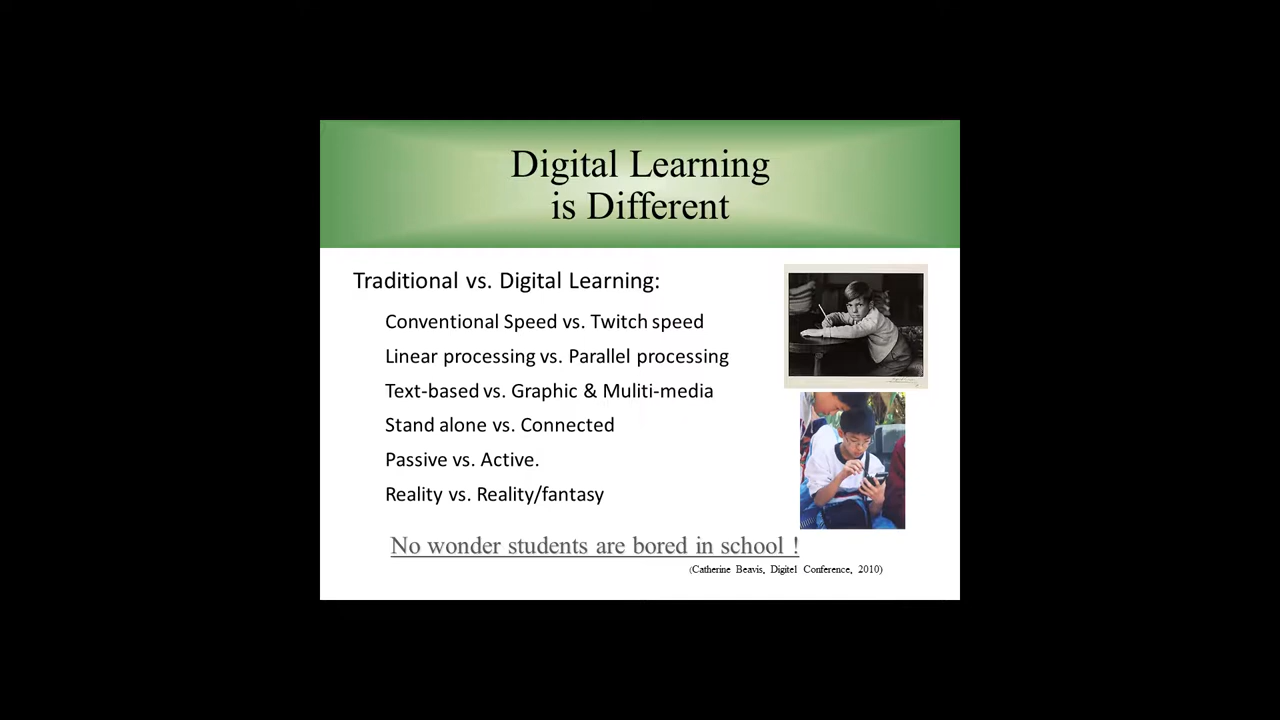 Digital Learning
is Different
Traditional vs. Digital Learning:
Conventional Speed vs. Twitch speed
Linear processing vs. Parallel processing
Text-based vs. Graphic & Muliti-media
Stand alone vs. Connected
Passive vs. Active.
Reality vs. Reality/fantasy
No wonder students are bored in school !
(Catherine Beavis, Digitel Conference, 2010)